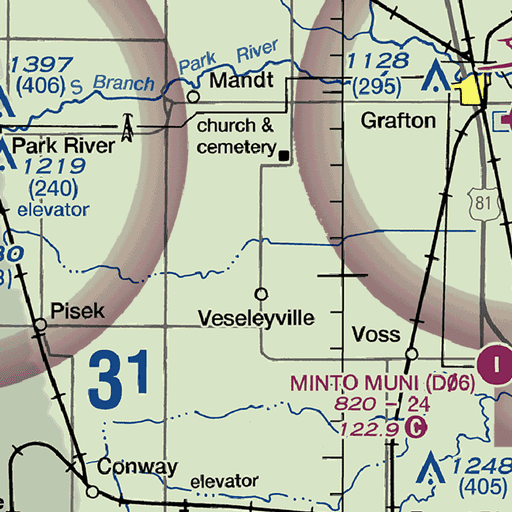 1397
(406)
S Branch
Park River
Mandt
1128
(295)
Grafton
church &
cemetery
Park River
1219
(240)
elevator
81
Pisek
Veseleyville
Voss
31
MINTO MUNI (DØ6)
820 - 24
122.9 C
Conway
elevator
1248
(405)